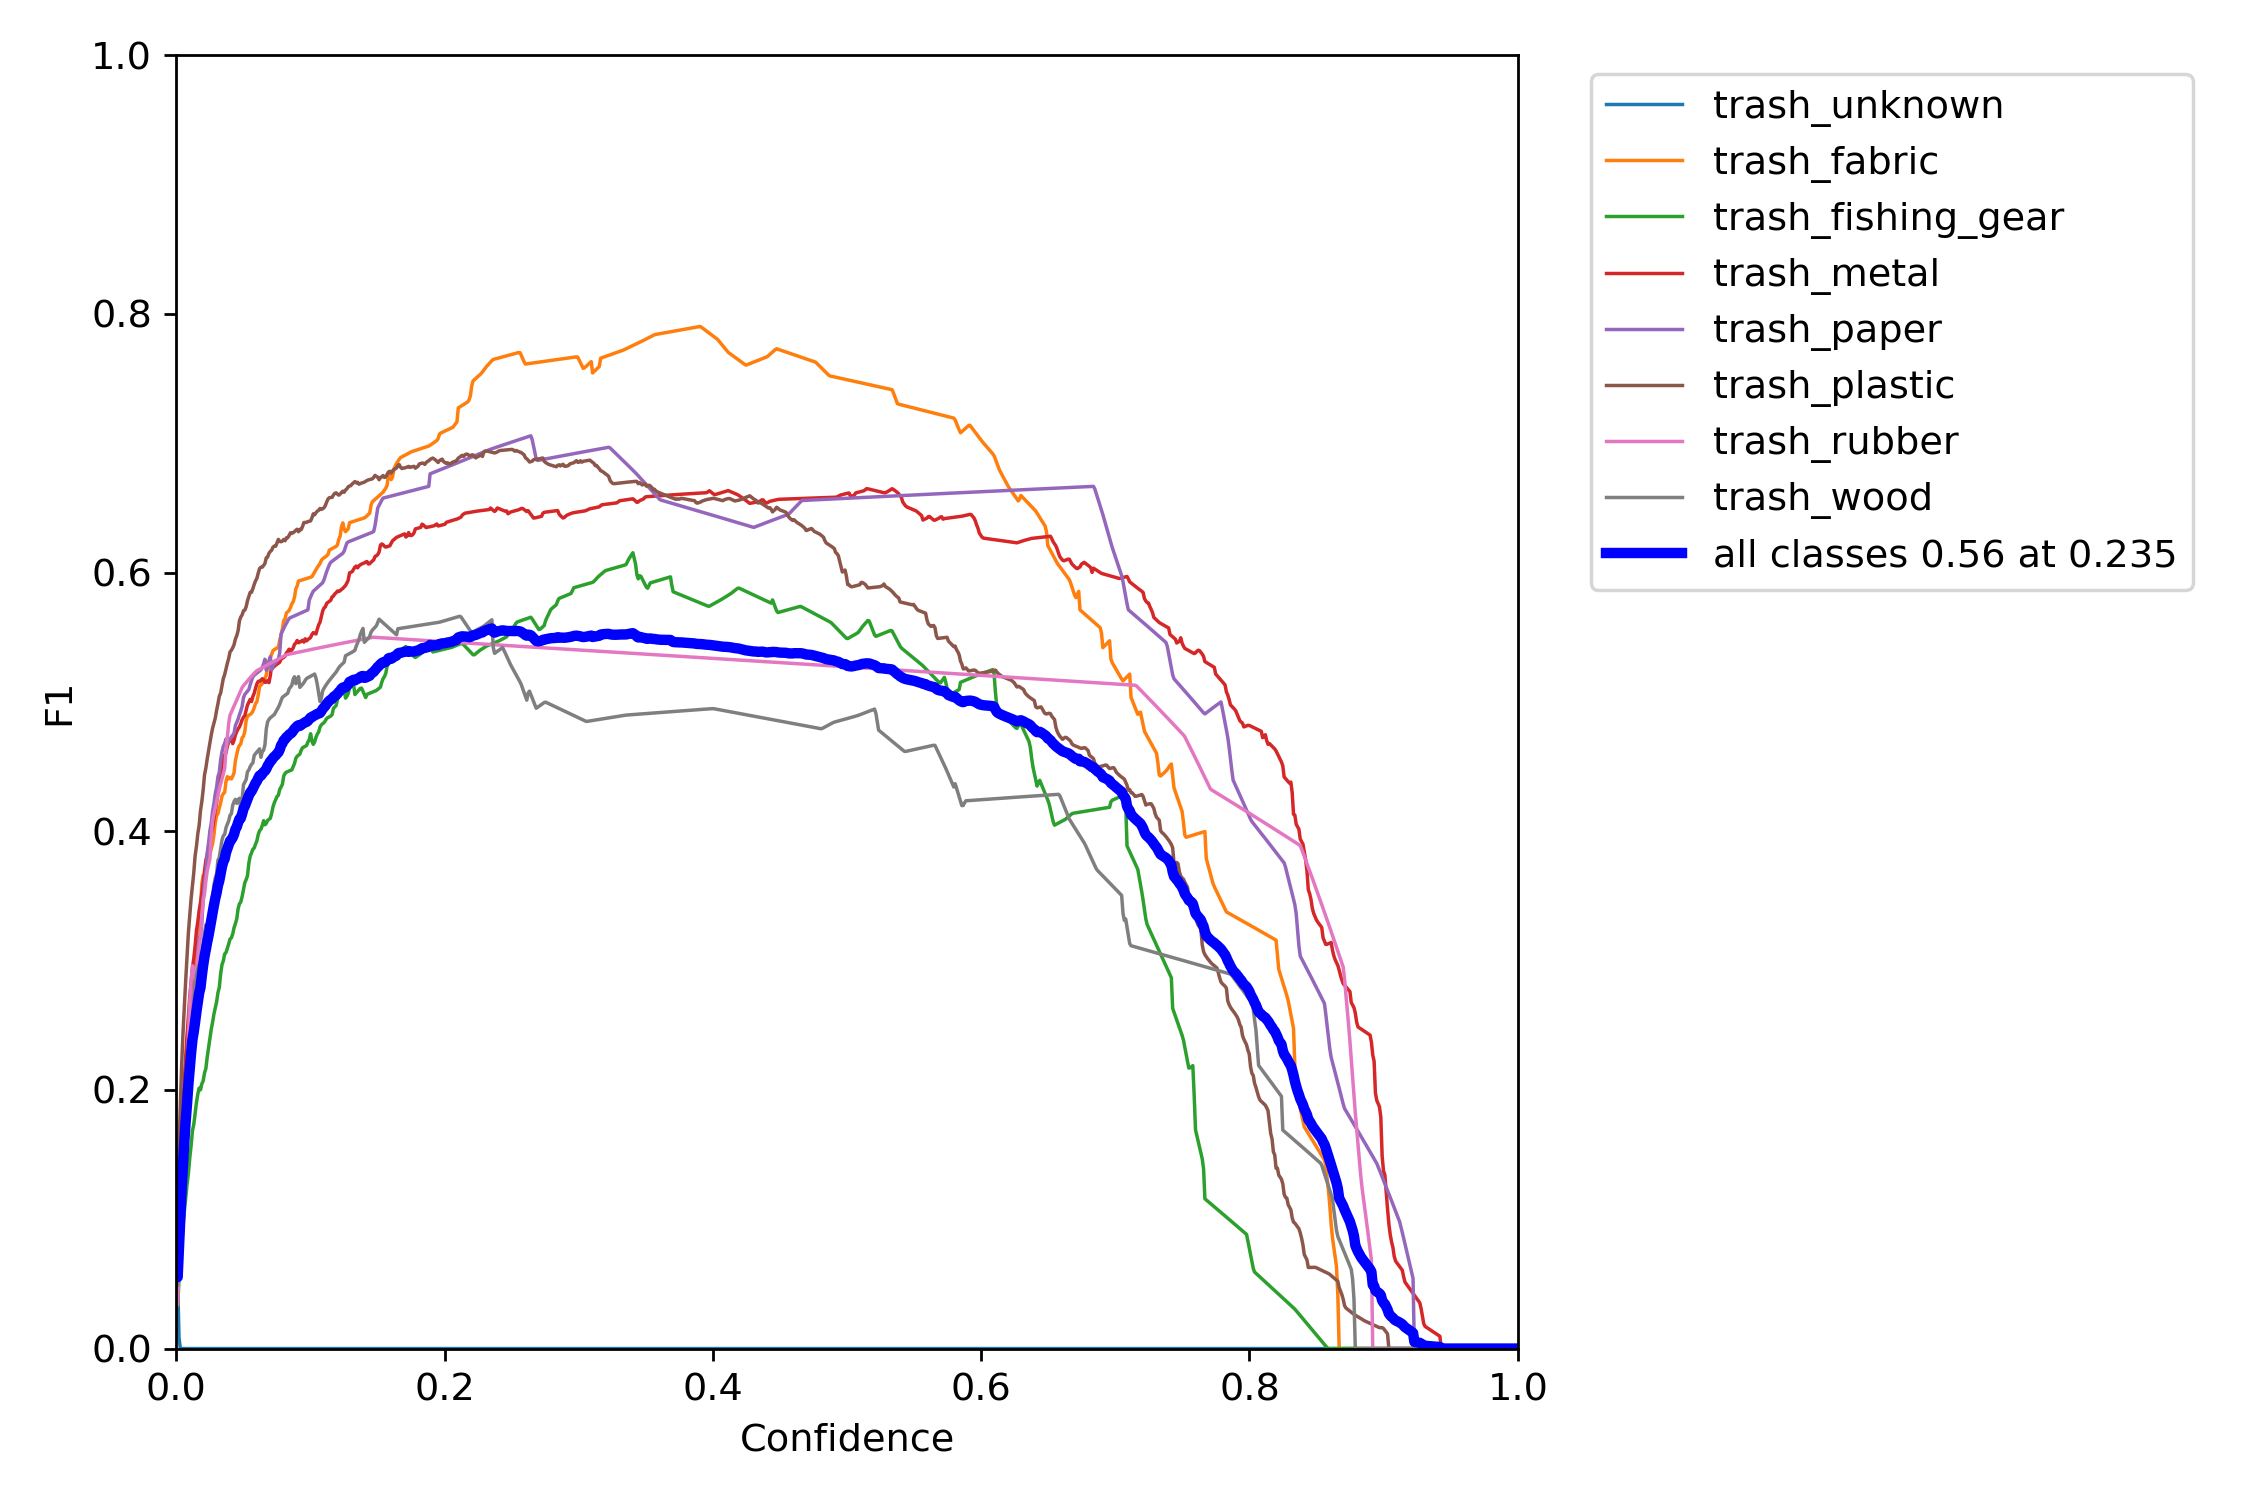 1.0
0.8
0.6
0.4
0.2
0.0
F1
0.0 0.2 0.4 0.6 0.8 1.0
Confidence
trash_unknown
trash_fabric
trash_fishing_gear
trash_metal
trash_paper
trash_plastic
trash_rubber
trash_wood
all classes 0.56 at 0.235